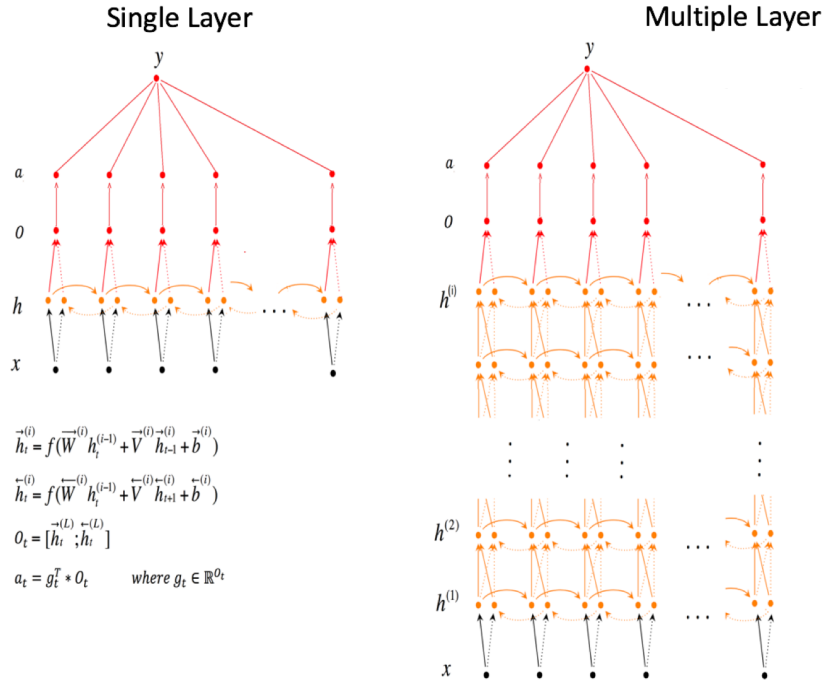 Single Layer
y
a
o
h
. . .
x
→h_t^(i) = f(→W^(i) h_t^(i-1) + →V^(i) →h_{t-1}^(i) + →b^(i))
←h_t^(i) = f(←W^(i) h_t^(i-1) + ←V^(i) ←h_{t+1}^(i) + ←b^(i))
O_t = [→h_t^(L) ; ←h_t^(L)]
a_t = g_t^T * O_t where g_t ∈ ℝ^{O_t}
Multiple Layer
y
a
o
h^(i)
. . .
. . .
h^(2)
. . .
h^(1)
. . .
x